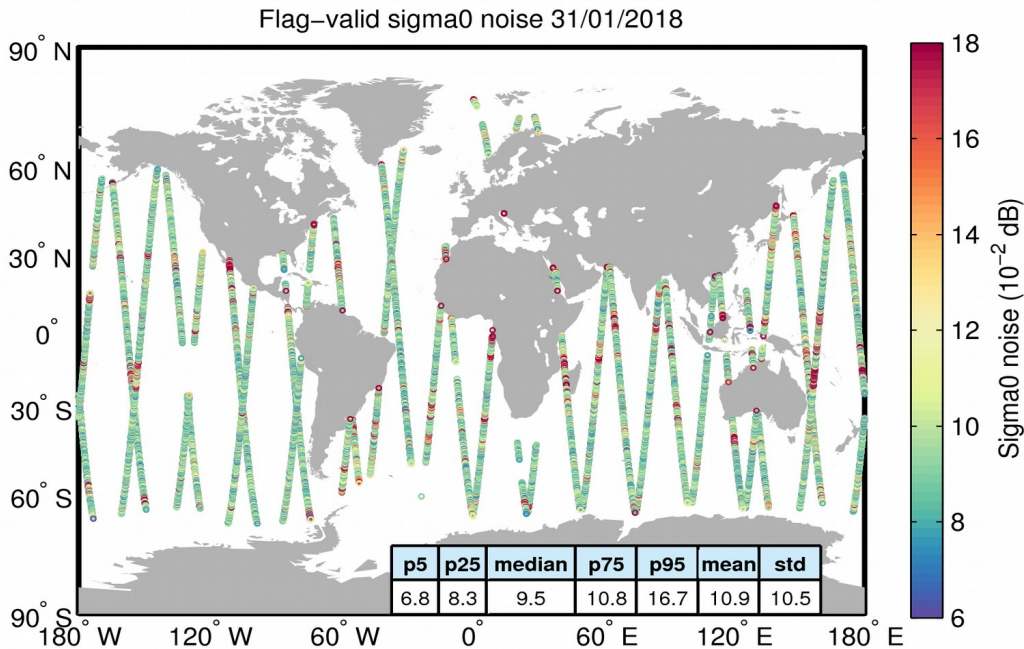 Flag−valid sigma0 noise 31/01/2018
90° N
60° N
30° N
0°
30° S
60° S
90° S
180° W 120° W 60° W 0° 60° E 120° E 180° E
p5 p25 median p75 p95 mean std
6.8 8.3 9.5 10.8 16.7 10.9 10.5
18
16
14
12
10
8
6
Sigma0 noise (10⁻² dB)